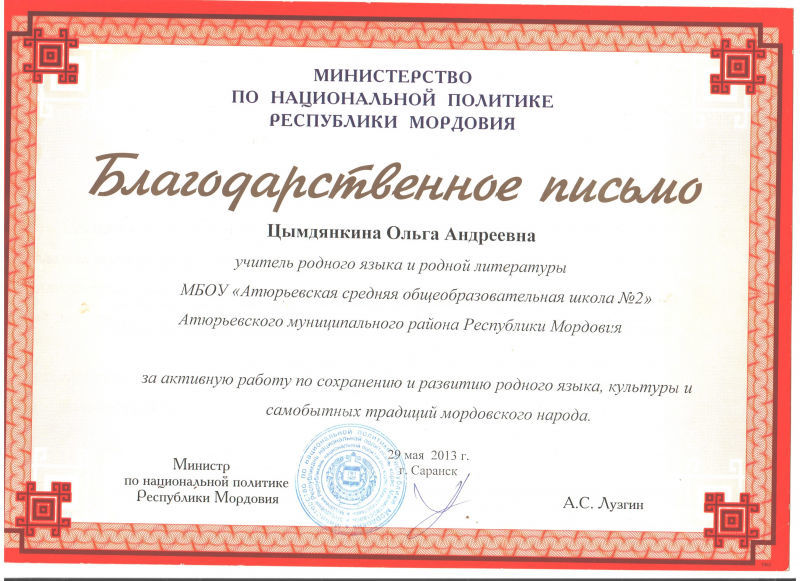 МИНИСТЕРСТВО
ПО НАЦИОНАЛЬНОЙ ПОЛИТИКЕ
РЕСПУБЛИКИ МОРДОВИЯ
Благодарственное письмо
Цымдянкина Ольга Андреевна
учитель родного языка и родной литературы
МБОУ «Атюрьевская средняя общеобразовательная школа №2»
Атюрьевского муниципального района Республики Мордовия
за активную работу по сохранению и развитию родного языка, культуры и
самобытных традиций мордовского народа.
29 мая 2013 г.
г. Саранск
Министр
по национальной политике
Республики Мордовия
А.С. Лузгин